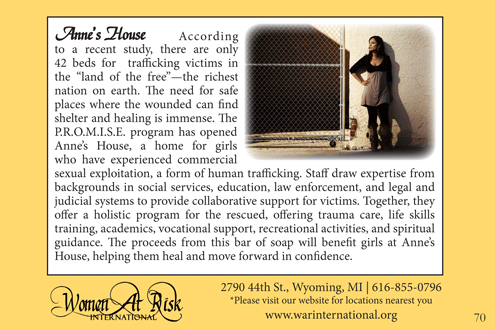 Anne's House According
to a recent study, there are only
42 beds for trafficking victims in
the “land of the free”—the richest
nation on earth. The need for safe
places where the wounded can find
shelter and healing is immense. The
P.R.O.M.I.S.E. program has opened
Anne's House, a home for girls
who have experienced commercial
sexual exploitation, a form of human trafficking. Staff draw expertise from
backgrounds in social services, education, law enforcement, and legal and
judicial systems to provide collaborative support for victims. Together, they
offer a holistic program for the rescued, offering trauma care, life skills
training, academics, vocational support, recreational activities, and spiritual
guidance. The proceeds from this bar of soap will benefit girls at Anne's
House, helping them heal and move forward in confidence.
Women At Risk
INTERNATIONAL
2790 44th St., Wyoming, MI | 616-855-0796
*Please visit our website for locations nearest you
www.warinternational.org
70